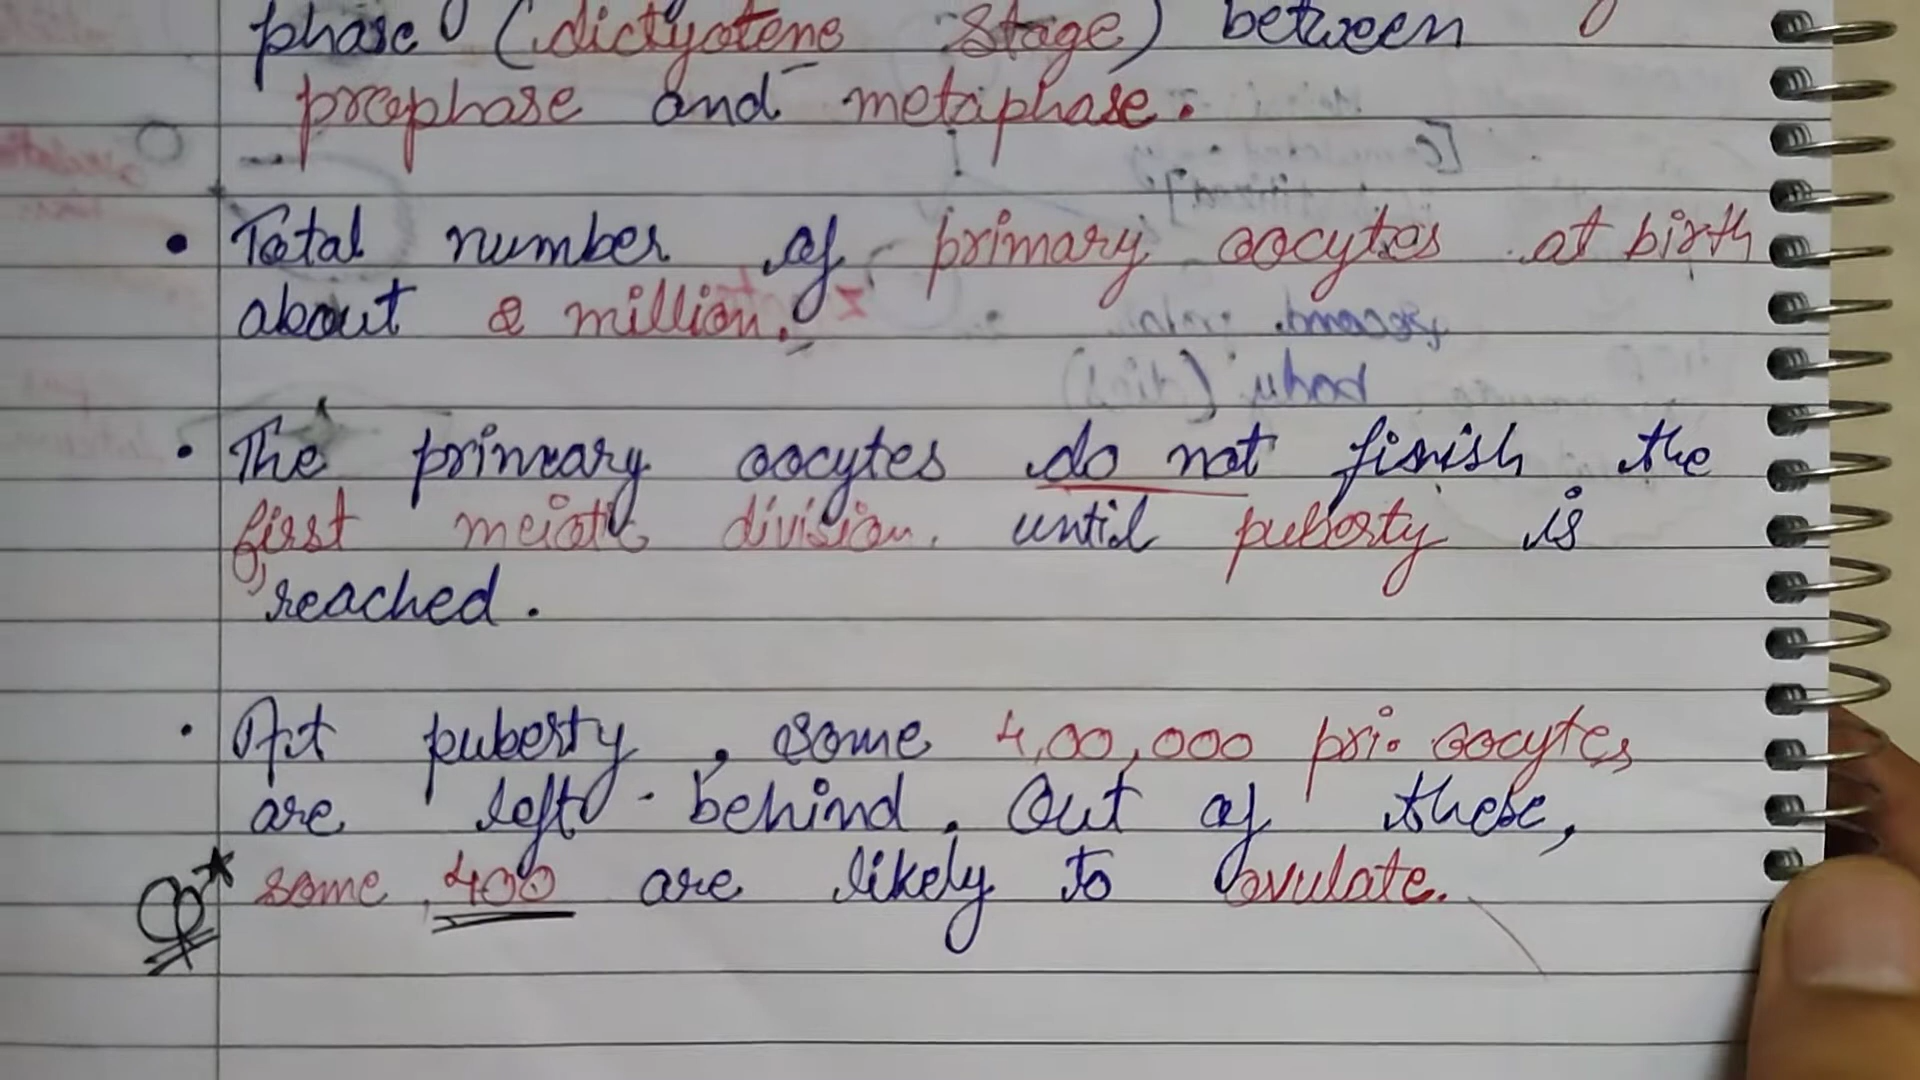 phase (dictyotene stage) between
prophase and metaphase.
• Total number of primary oocytes at birth
about 2 million.
• The primary oocytes do not finish the
first meiotic division, until puberty is
reached.
• At puberty, some 4,00,000 pri. oocytes
are left behind. Out of these,
some 400 are likely to ovulate.